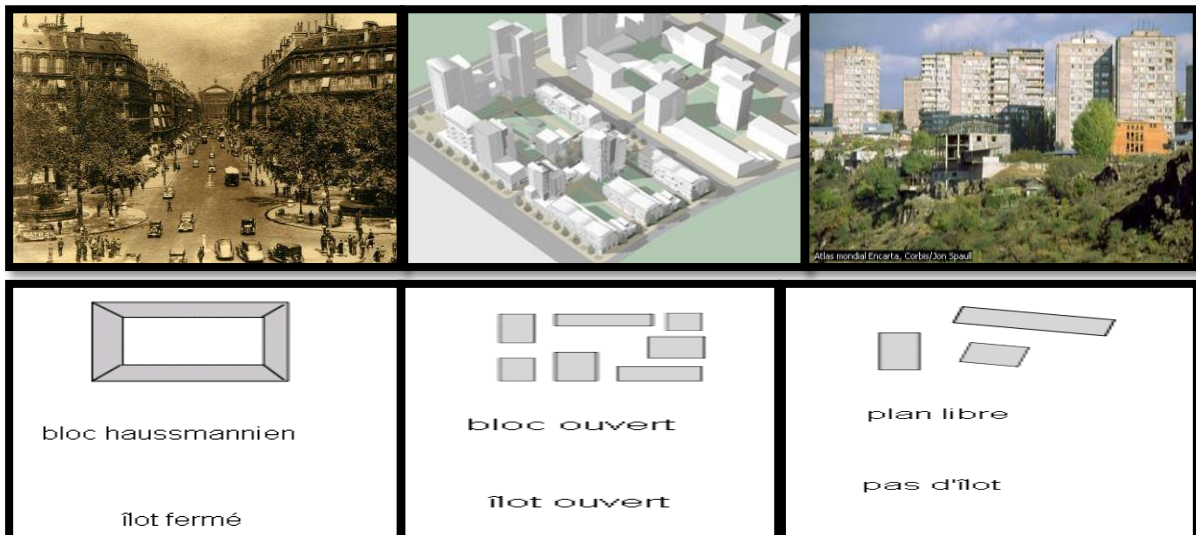 Atlas mondial Encarta, Corbis/Jon Spaull
bloc haussmannien
îlot fermé
bloc ouvert
îlot ouvert
plan libre
pas d'îlot